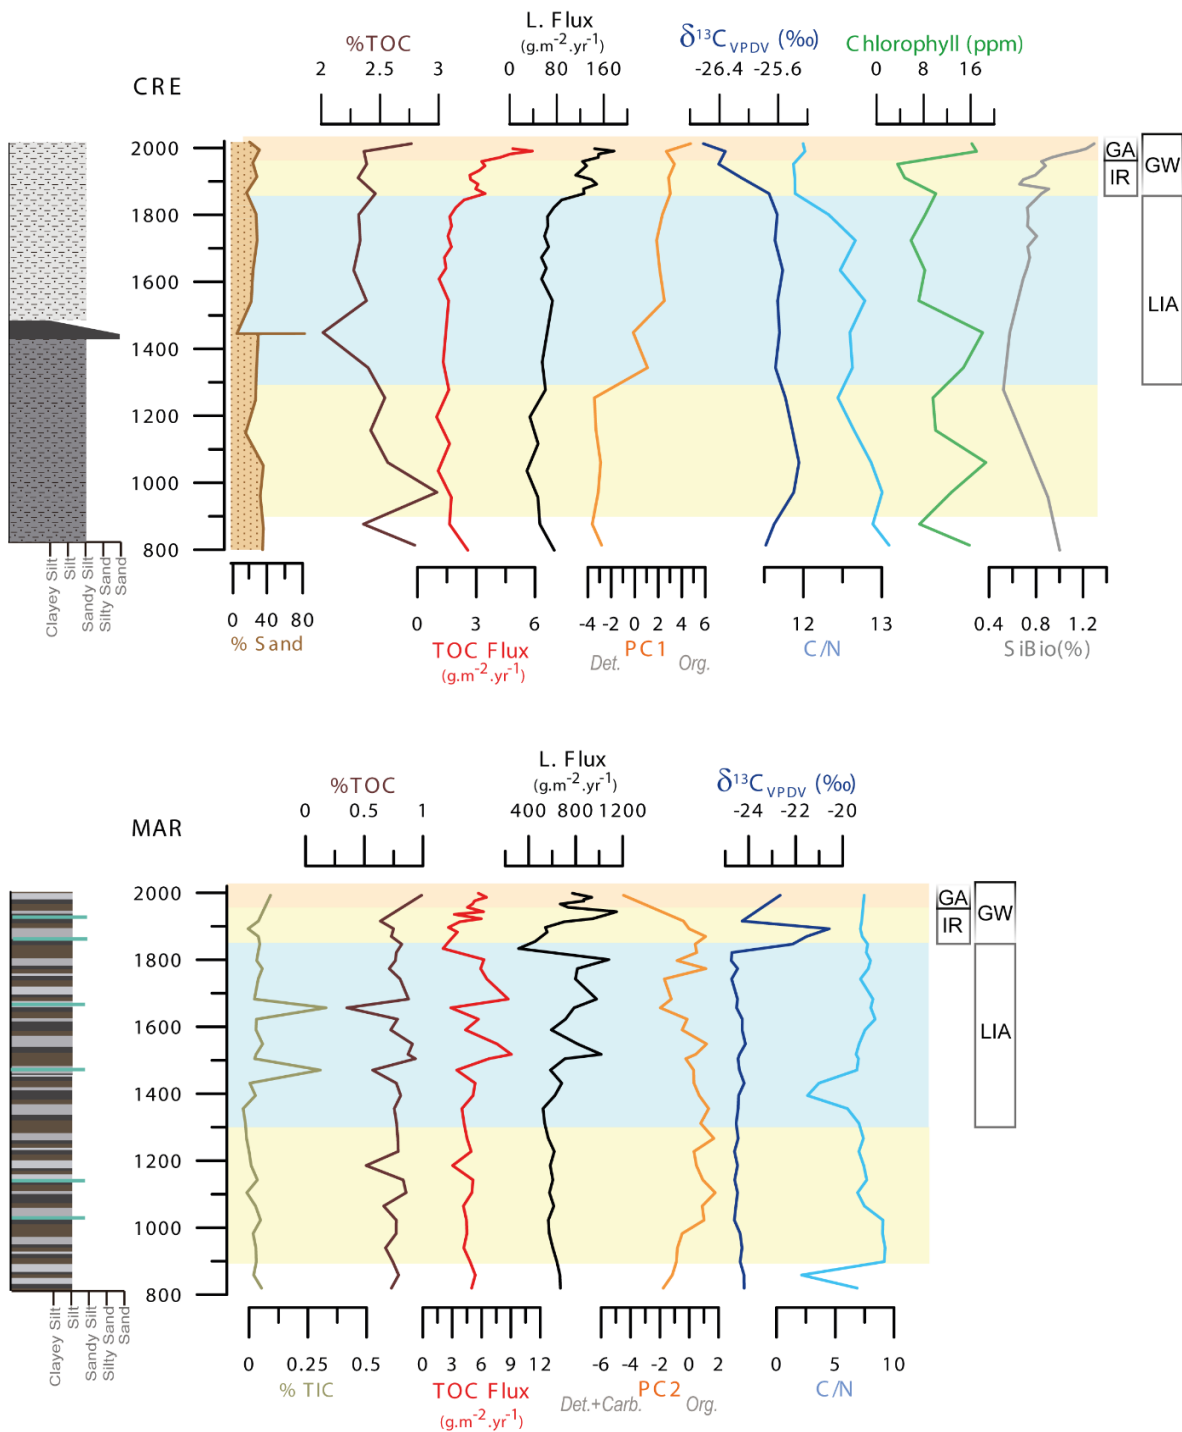 L. Flux
%TOC (g.m-2.yr-1) δ13CVPDV (‰) Chlorophyll (ppm)
2 2.5 3 0 80 160 -26.4 -25.6 0 8 16
CRE
2000
1800
1600
1400
1200
1000
800
GA
IR
GW
LIA
Clayey Silt
Silt
Sandy Silt
Silty Sand
Sand
0 40 80
% Sand
0 3 6
TOC Flux
(g.m-2.yr-1)
-4 -2 0 2 4 6
PC1
Det. Org.
12 13
C/N
0.4 0.8 1.2
SiBio(%)
L. Flux
%TOC (g.m-2.yr-1) δ13CVPDV (‰)
0 0.5 1 400 800 1200 -24 -22 -20
MAR
2000
1800
1600
1400
1200
1000
800
GA
IR
GW
LIA
Clayey Silt
Silt
Sandy Silt
Silty Sand
Sand
0 0.25 0.5
% TIC
0 3 6 9 12
TOC Flux
(g.m-2.yr-1)
-6 -4 -2 0 2
PC2
Det.+Carb. Org.
0 5 10
C/N